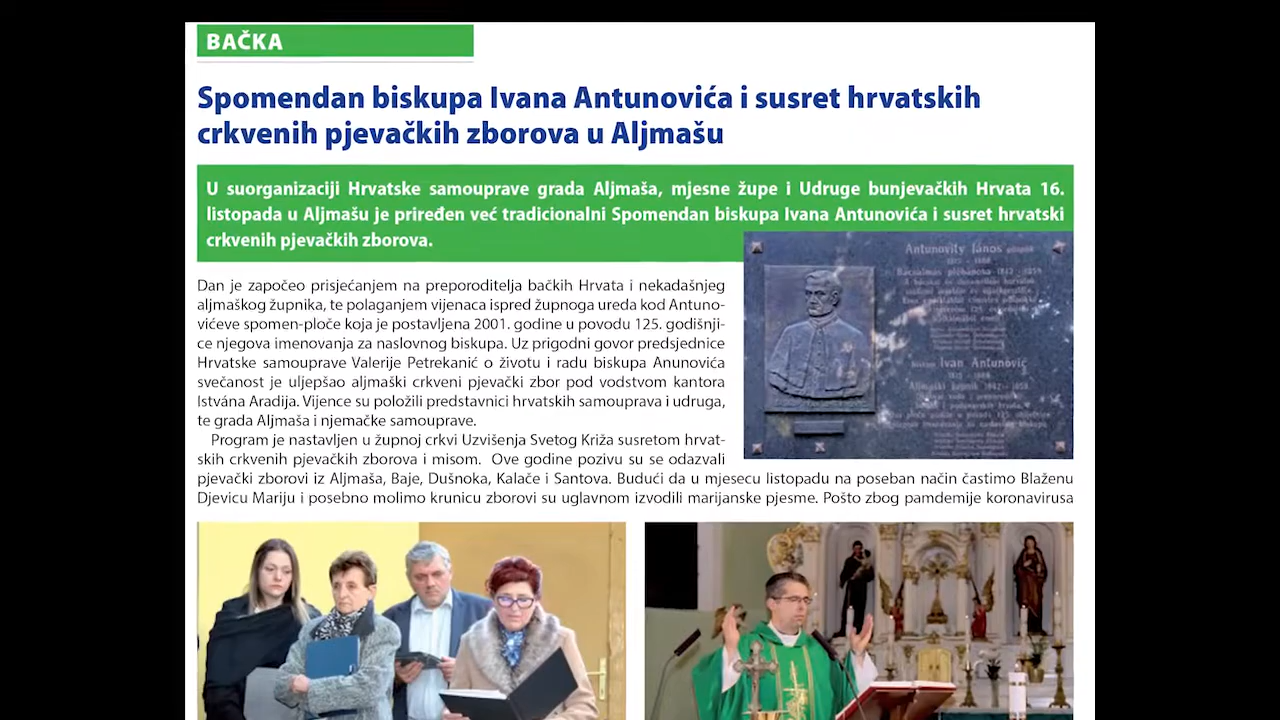 BAČKA
Spomendan biskupa Ivana Antunovića i susret hrvatskih
crkvenih pjevačkih zborova u Aljmašu
U suorganizaciji Hrvatske samouprave grada Aljmaša, mjesne župe i Udruge bunjevačkih Hrvata 16.
listopada u Aljmašu je priređen već tradicionalni Spomendan biskupa Ivana Antunovića i susret hrvatski
crkvenih pjevačkih zborova.
Dan je započeo prisjećanjem na preporoditelja bačkih Hrvata i nekadašnjeg
aljmaškog župnika, te polaganjem vijenaca ispred župnoga ureda kod Antuno-
vićeve spomen-ploče koja je postavljena 2001. godine u povodu 125. godišnji-
ce njegova imenovanja za naslovnog biskupa. Uz prigodni govor predsjednice
Hrvatske samouprave Valerije Petrekanić o životu i radu biskupa Anunovića
svečanost je uljepšao aljmaški crkveni pjevački zbor pod vodstvom kantora
Istvána Aradija. Vijence su položili predstavnici hrvatskih samouprava i udruga,
te grada Aljmaša i njemačke samouprave.
Program je nastavljen u župnoj crkvi Uzvišenja Svetog Križa susretom hrvat-
skih crkvenih pjevačkih zborova i misom. Ove godine pozivu su se odazvali
pjevački zborovi iz Aljmaša, Baje, Dušnoka, Kalače i Santova. Budući da u mjesecu listopadu na poseban način častimo Blaženu
Djevicu Mariju i posebno molimo krunicu zborovi su uglavnom izvodili marijanske pjesme. Pošto zbog pamdemije koronavirusa
Antunovity János
Bácsalmás plébánosa 1842 - 1859
Ivan Antunović